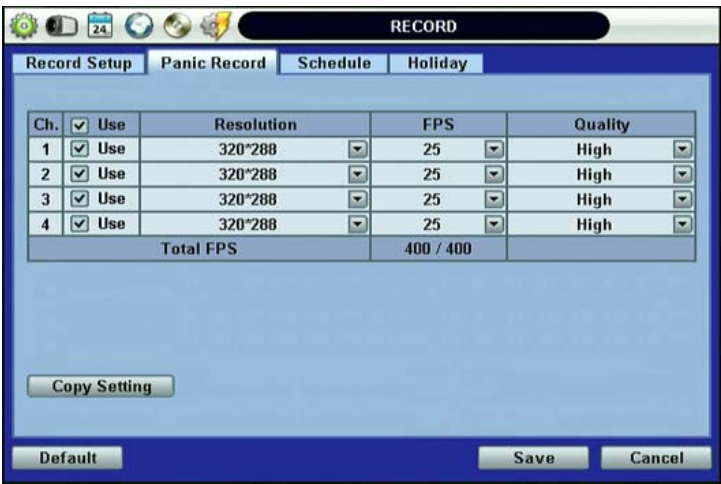 24
RECORD
Record Setup Panic Record Schedule Holiday
Ch. Use Resolution FPS Quality
1 Use 320*288 25 High
2 Use 320*288 25 High
3 Use 320*288 25 High
4 Use 320*288 25 High
Total FPS 400 / 400
Copy Setting
Default Save Cancel